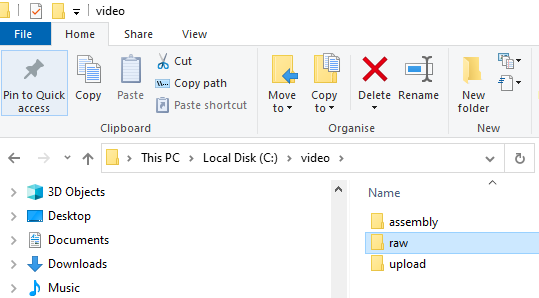 video
File
Home
Share
View
Pin to Quick access
Copy
Paste
Cut
Copy path
Paste shortcut
Move to
Copy to
Delete
Rename
New folder
Clipboard
Organise
New
This PC
Local Disk (C:)
video
3D Objects
Desktop
Documents
Downloads
Music
Name
assembly
raw
upload